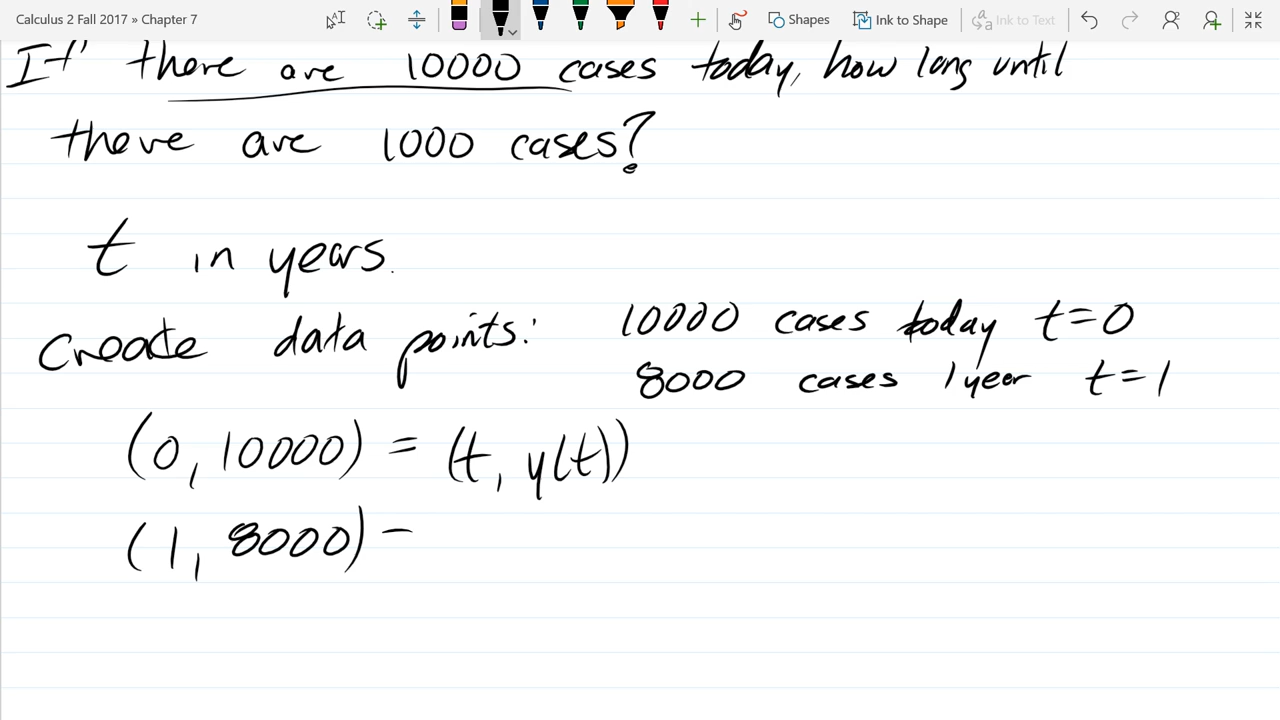 Calculus 2 Fall 2017 » Chapter 7
Shapes
Ink to Shape
Ink to Text
If there are 10000 cases today, how long until
there are 1000 cases?
t in years.
Create data points:
10000 cases today t=0
8000 cases 1 year t=1
(0, 10000) = (t, y(t))
(1, 8000) –